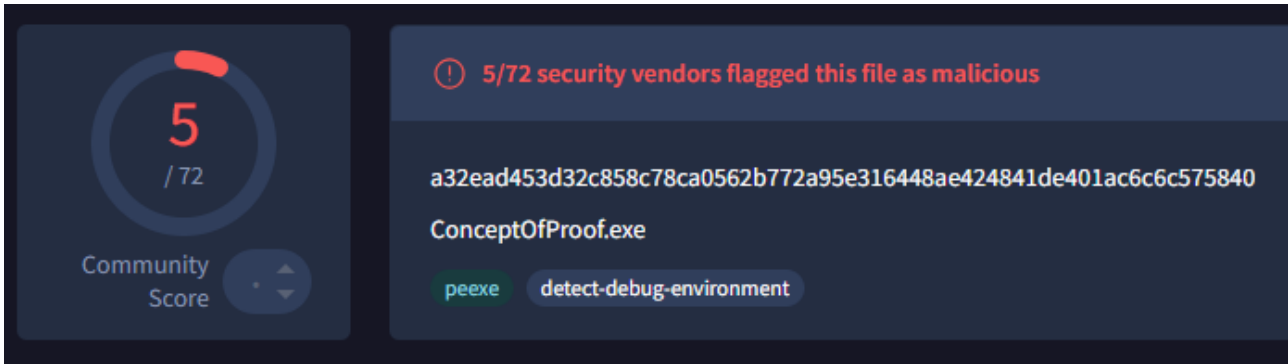 5
/ 72
Community
Score
5/72 security vendors flagged this file as malicious
a32ead453d32c858c78ca0562b772a95e316448ae424841de401ac6c6c575840
ConceptOfProof.exe
peexe
detect-debug-environment